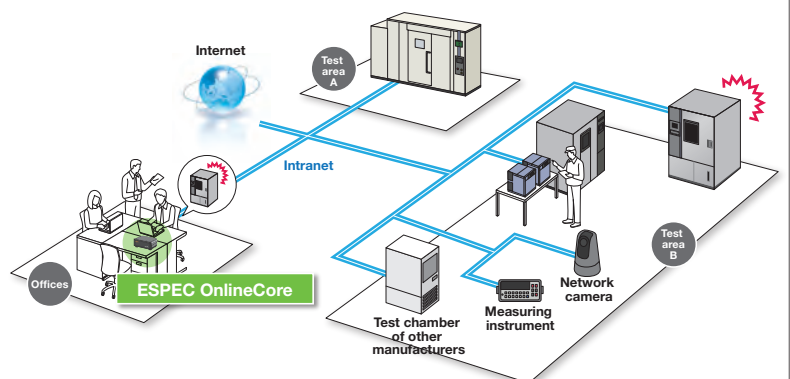 Internet
Test
area
A
Intranet
Offices
ESPEC OnlineCore
Test
area
B
Network
camera
Measuring
instrument
Test chamber
of other
manufacturers